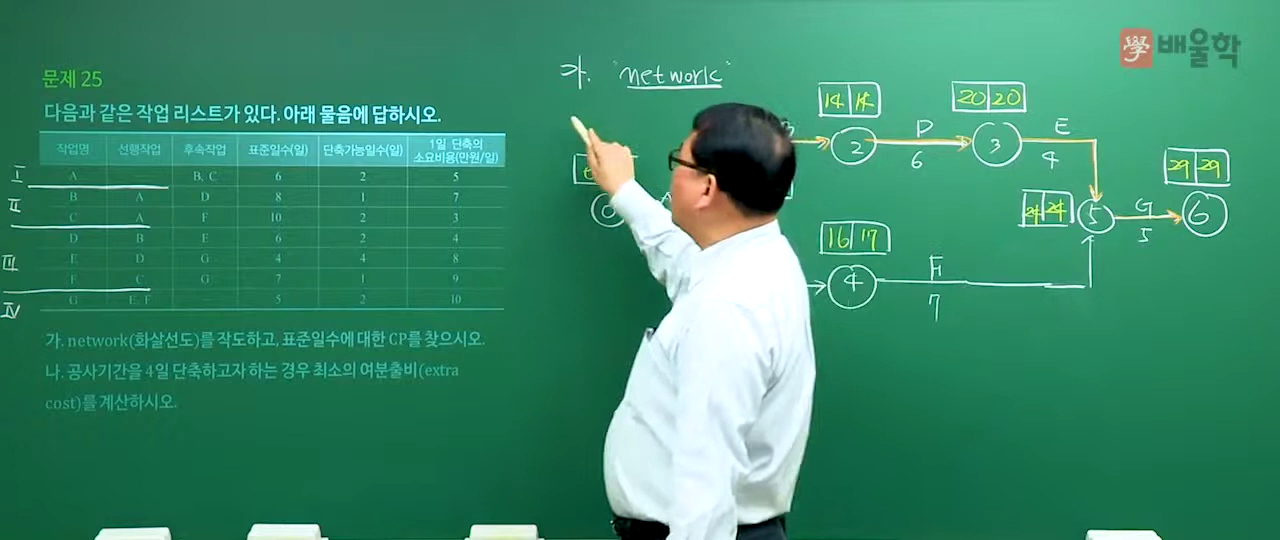 學 배울학
문제 25
다음과 같은 작업 리스트가 있다. 아래 물음에 답하시오.
작업명 선행작업 후속작업 표준일수(일) 단축가능일수(일) 1일 단축의 소요비용(만원/일)
A — B, C 6 2 5
B A D 8 1 7
C A F 10 2 3
D B E 6 2 4
E D G 4 4 8
F C G 7 1 9
G E, F 5 2 10
I
II
III
IV
가. network(화살선도)를 작도하고, 표준일수에 대한 CP를 찾으시오.
나. 공사기간을 4일 단축하고자 하는 경우 최소의 여분출비(extra
cost)를 계산하시오.
가. "network"
14 14
20 20
B
2
D
6
3
E
4
29 29
24 24
5
G
5
6
0
16 17
4
F
7